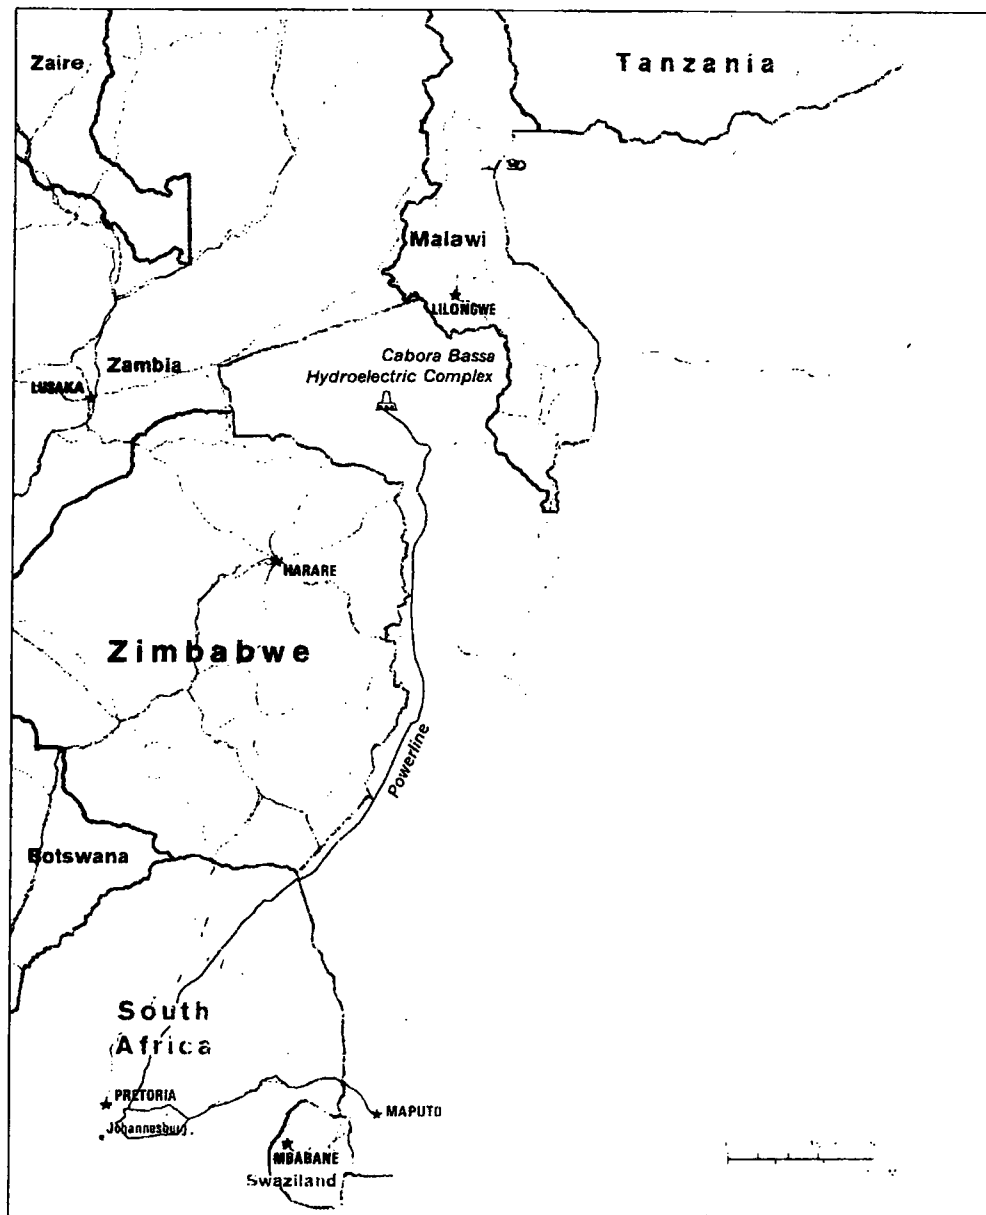 Zaire
Tanzania
Malawi
LILONGWE
Cabora Bassa
Hydroelectric Complex
Zambia
LUSAKA
HARARE
Zimbabwe
Powerline
Botswana
South
Africa
PRETORIA
Johannesburg
MAPUTO
MBABANE
Swaziland